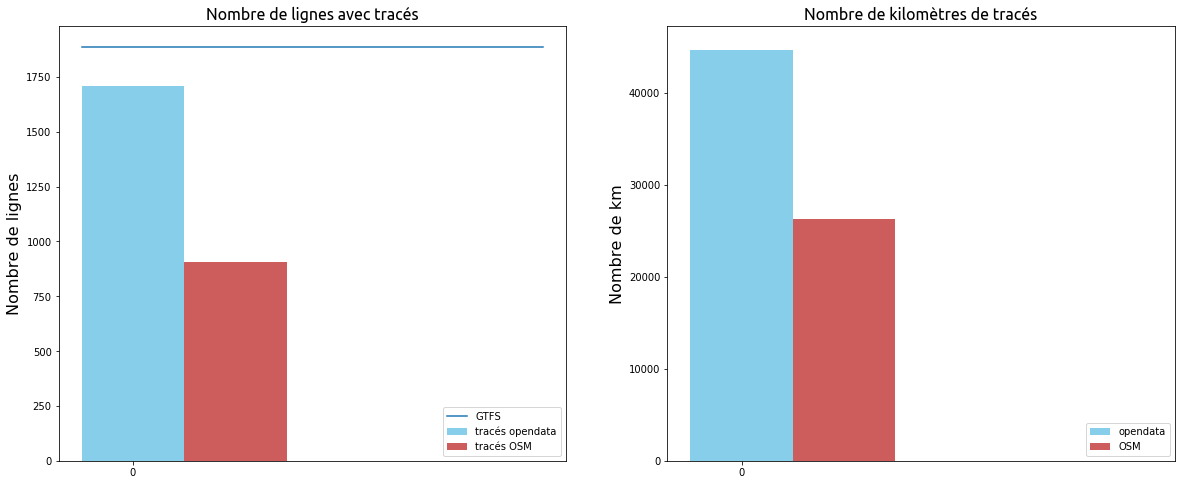 Nombre de lignes avec tracés
Nombre de lignes
1750
1500
1250
1000
750
500
250
0
0
GTFS
tracés opendata
tracés OSM
Nombre de kilomètres de tracés
Nombre de km
40000
30000
20000
10000
0
0
opendata
OSM